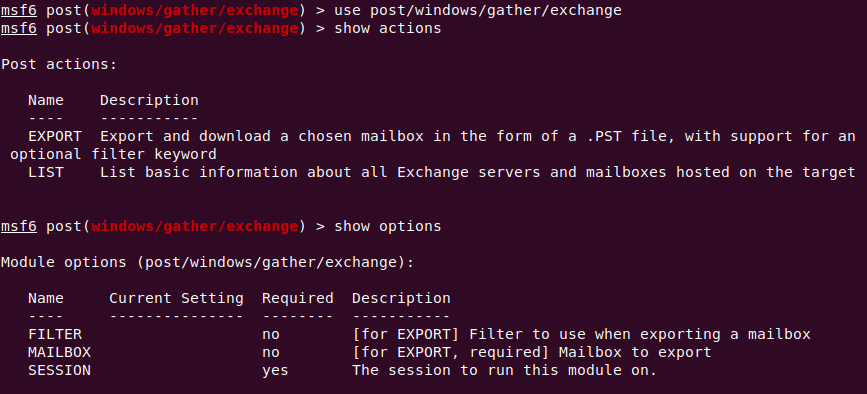 msf6 post(windows/gather/exchange) > use post/windows/gather/exchange
msf6 post(windows/gather/exchange) > show actions
Post actions:
Name    Description
----    -----------
EXPORT  Export and download a chosen mailbox in the form of a .PST file, with support for an
optional filter keyword
LIST    List basic information about all Exchange servers and mailboxes hosted on the target
msf6 post(windows/gather/exchange) > show options
Module options (post/windows/gather/exchange):
Name     Current Setting  Required  Description
----     ---------------  --------  -----------
FILTER                    no        [for EXPORT] Filter to use when exporting a mailbox
MAILBOX                   no        [for EXPORT, required] Mailbox to export
SESSION                   yes       The session to run this module on.